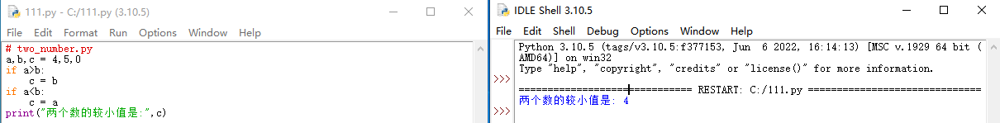 111.py - C:/111.py (3.10.5)
File Edit Format Run Options Window Help
# two_number.py
a,b,c = 4,5,0
if a>b:
    c = b
if a<b:
    c = a
print("两个数的较小值是:",c)
IDLE Shell 3.10.5
File Edit Shell Debug Options Window Help
Python 3.10.5 (tags/v3.10.5:f377153, Jun  6 2022, 16:14:13) [MSC v.1929 64 bit (
AMD64)] on win32
Type "help", "copyright", "credits" or "license()" for more information.
>>>
============================ RESTART: C:/111.py ============================
两个数的较小值是: 4
>>>